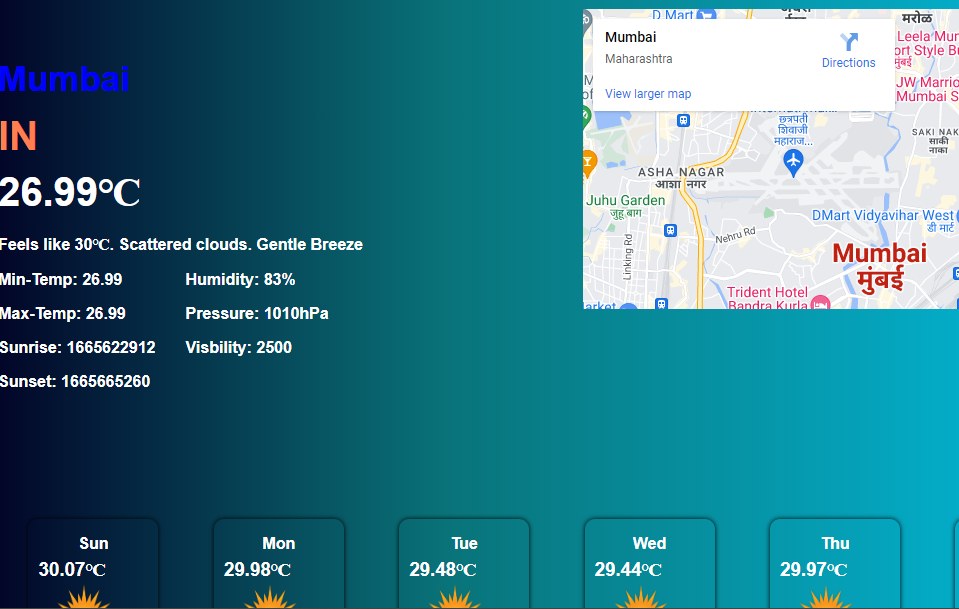 Mumbai
IN
26.99℃
Feels like 30℃. Scattered clouds. Gentle Breeze
Min-Temp: 26.99
Humidity: 83%
Max-Temp: 26.99
Pressure: 1010hPa
Sunrise: 1665622912
Visbility: 2500
Sunset: 1665665260
D Mart
मरोळ
Mumbai
Maharashtra
Directions
View larger map
Leela Mum
ort Style Bu
मुंबई
JW Marrio
Mumbai S
छत्रपती
शिवाजी
महाराज...
SAKI NAK
साकी
नाका
ASHA NAGAR
आशा नगर
Juhu Garden
जुहू बाग
DMart Vidyavihar West
डी मार्ट
Nehru Rd
Linking Rd
Mumbai
मुंबई
Trident Hotel
Bandra Kurla
arket
Sun
30.07℃
Mon
29.98℃
Tue
29.48℃
Wed
29.44℃
Thu
29.97℃